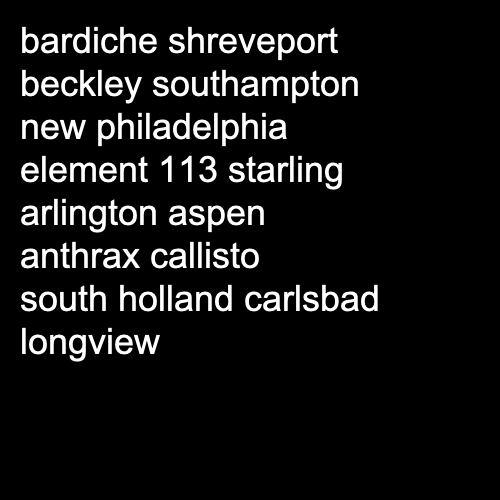 bardiche shreveport
beckley southampton
new philadelphia
element 113 starling
arlington aspen
anthrax callisto
south holland carlsbad
longview